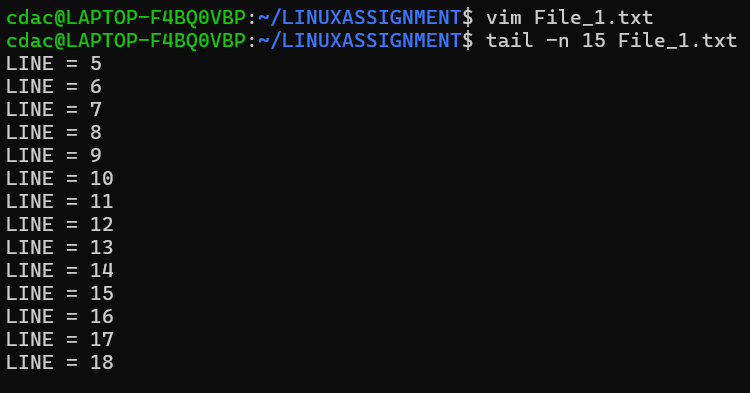 cdac@LAPTOP-F4BQ0VBP:~/LINUXASSIGNMENT$ vim File_1.txt
cdac@LAPTOP-F4BQ0VBP:~/LINUXASSIGNMENT$ tail -n 15 File_1.txt
LINE = 5
LINE = 6
LINE = 7
LINE = 8
LINE = 9
LINE = 10
LINE = 11
LINE = 12
LINE = 13
LINE = 14
LINE = 15
LINE = 16
LINE = 17
LINE = 18